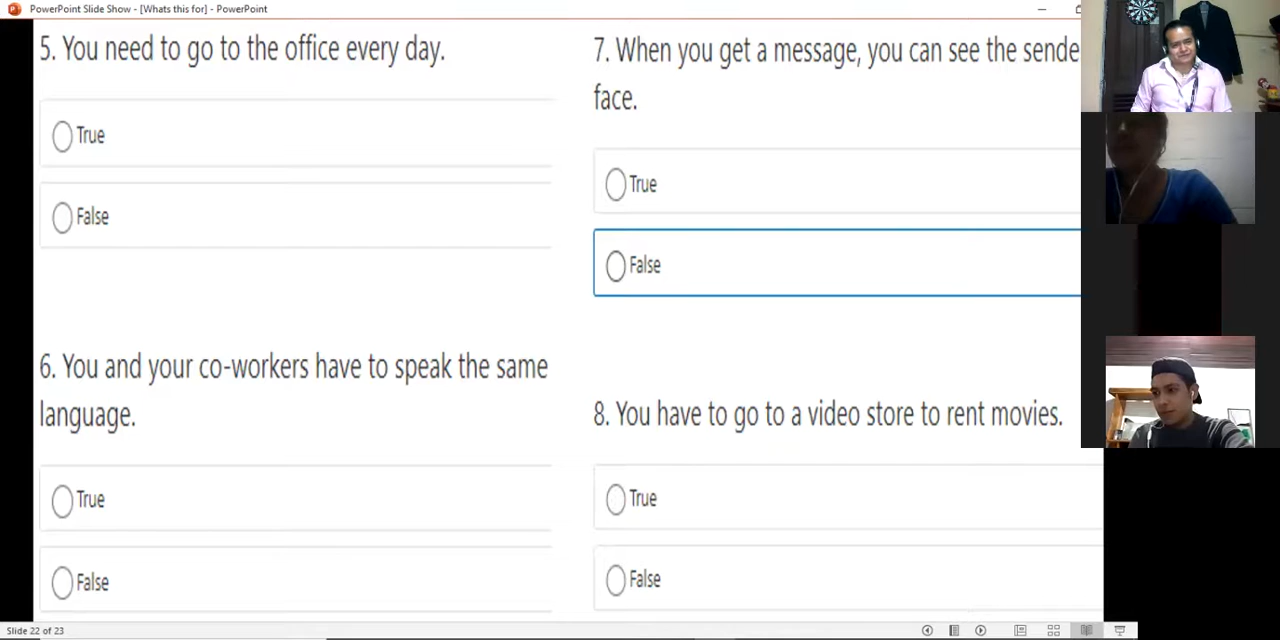 PowerPoint Slide Show - [Whats this for] - PowerPoint
5. You need to go to the office every day.
True
False
6. You and your co-workers have to speak the same
language.
True
False
7. When you get a message, you can see the sende
face.
True
False
8. You have to go to a video store to rent movies.
True
False
Slide 22 of 23